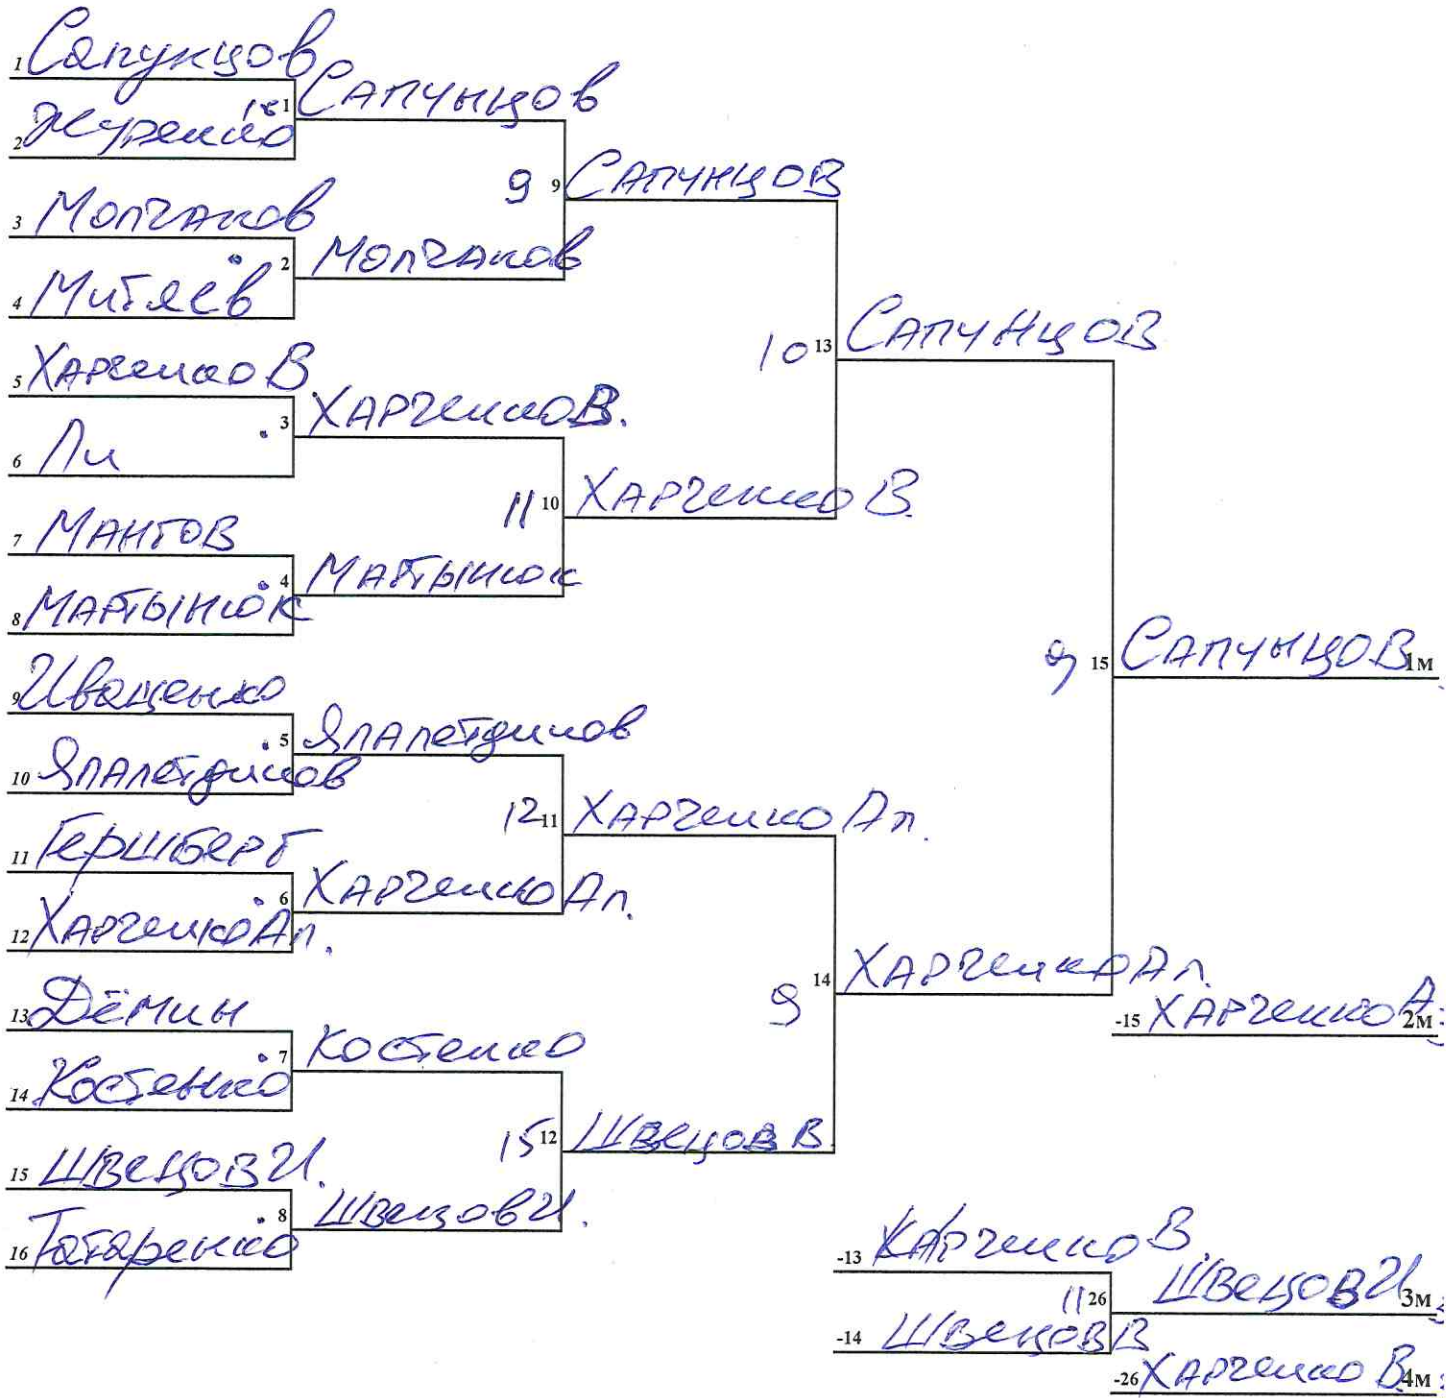 1 Сапунцов
2 Журенко
1
3 Молчаков
4 Митяев
2
5 Харченко В
6 Ли
3
7 Мантов
8 Мартынюк
4
9 Иващенко
10 Ялалетдинов
5
11 Гершберг
12 Харченко Ал.
6
13 Дёмин
14 Костенко
7
15 Швецов И.
16 Татаренко
8
Сапунцов
Молчаков
9 9
Харченко В.
Мартынюк
11 10
Ялалетдинов
Харченко Ал.
12 11
Костенко
Швецов И.
15 12
Сапунцов
Харченко В.
10 13
Харченко Ал.
Швецов В
9 14
Сапунцов
Харченко Ал.
9 15
Сапунцов 1м
-15 Харченко А 2м
-13 Харченко В
-14 Швецов В
11 26
Швецов И 3м
-26 Харченко В 4м